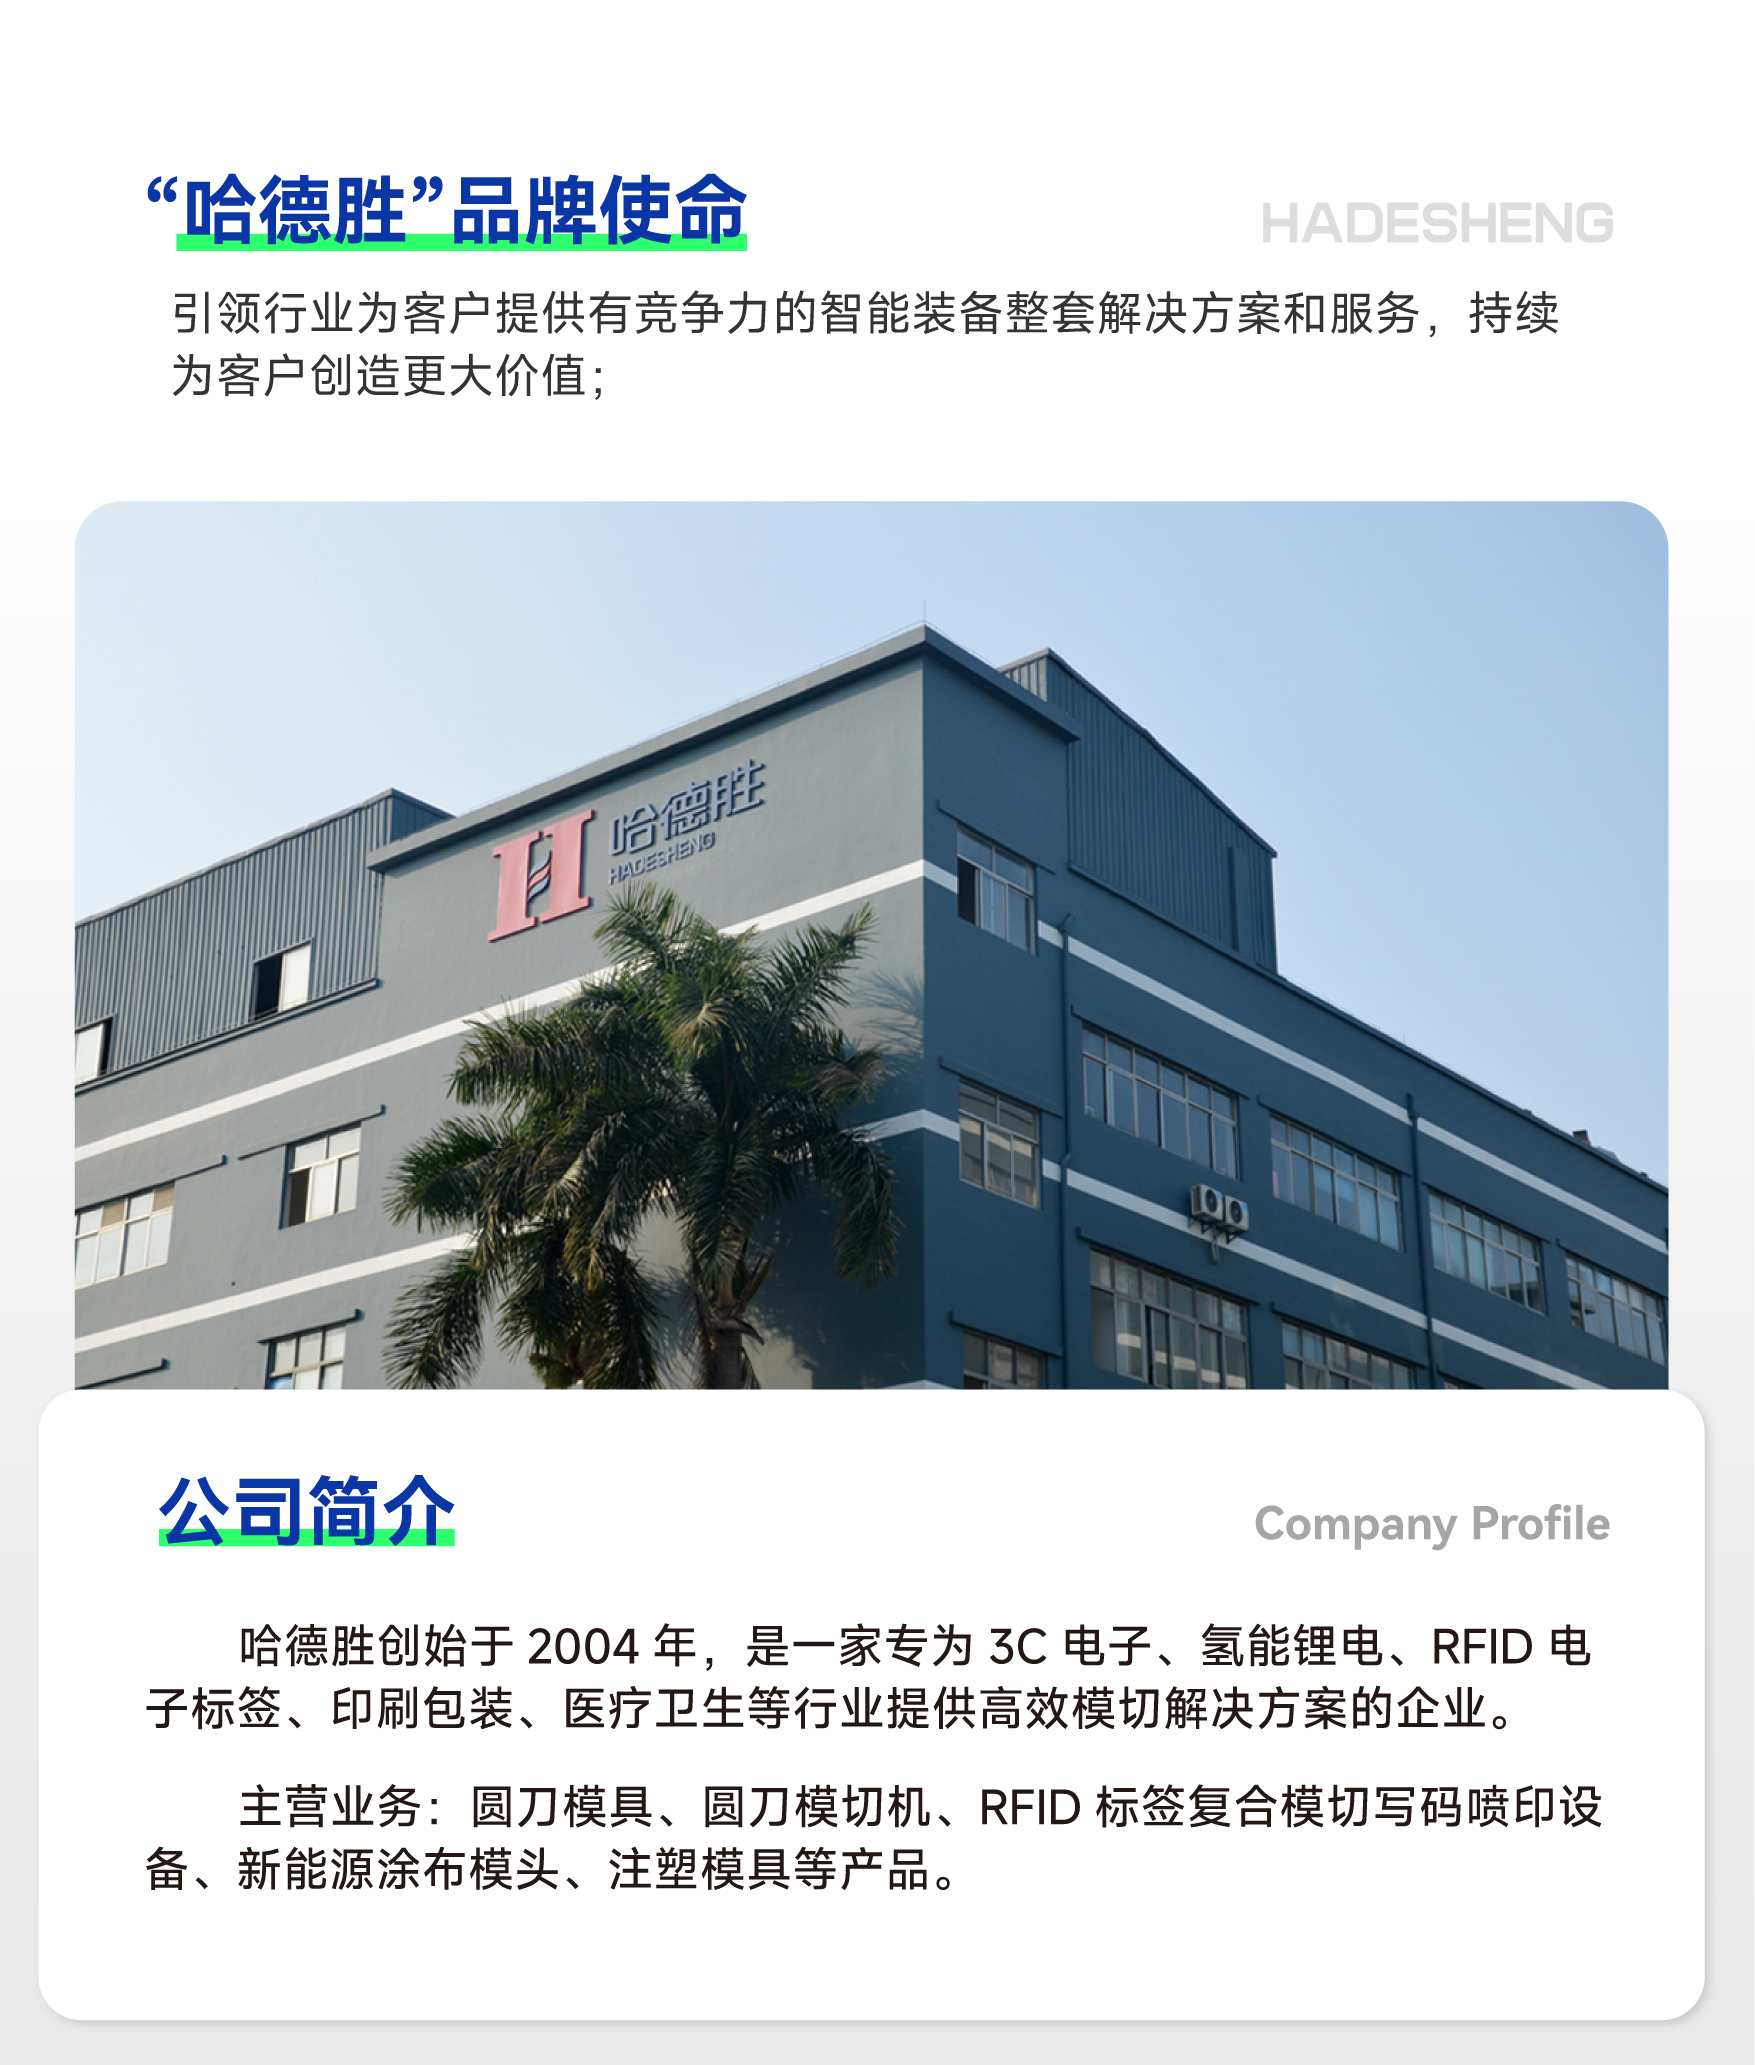 “哈德胜”品牌使命
HADESHENG
引领行业为客户提供有竞争力的智能装备整套解决方案和服务，持续
为客户创造更大价值；
哈德胜
HADESHENG
公司简介
Company Profile
哈德胜创始于 2004 年，是一家专为 3C 电子、氢能锂电、RFID 电
子标签、印刷包装、医疗卫生等行业提供高效模切解决方案的企业。
主营业务：圆刀模具、圆刀模切机、RFID 标签复合模切写码喷印设
备、新能源涂布模头、注塑模具等产品。